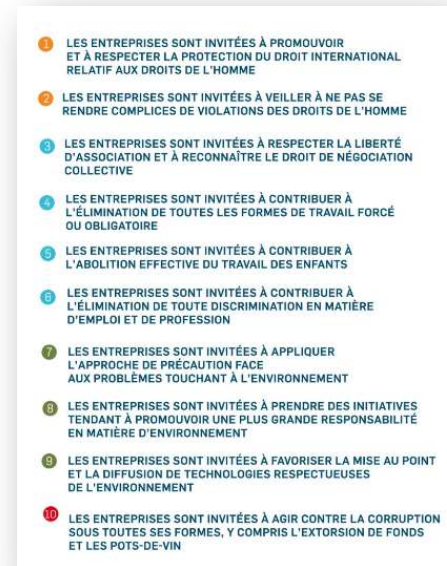 1 LES ENTREPRISES SONT INVITÉES À PROMOUVOIR
ET À RESPECTER LA PROTECTION DU DROIT INTERNATIONAL
RELATIF AUX DROITS DE L'HOMME
2 LES ENTREPRISES SONT INVITÉES À VEILLER À NE PAS SE
RENDRE COMPLICES DE VIOLATIONS DES DROITS DE L'HOMME
3 LES ENTREPRISES SONT INVITÉES À RESPECTER LA LIBERTÉ
D'ASSOCIATION ET À RECONNAÎTRE LE DROIT DE NÉGOCIATION
COLLECTIVE
4 LES ENTREPRISES SONT INVITÉES À CONTRIBUER À
L'ÉLIMINATION DE TOUTES LES FORMES DE TRAVAIL FORCÉ
OU OBLIGATOIRE
5 LES ENTREPRISES SONT INVITÉES À CONTRIBUER À
L'ABOLITION EFFECTIVE DU TRAVAIL DES ENFANTS
6 LES ENTREPRISES SONT INVITÉES À CONTRIBUER À
L'ÉLIMINATION DE TOUTE DISCRIMINATION EN MATIÈRE
D'EMPLOI ET DE PROFESSION
7 LES ENTREPRISES SONT INVITÉES À APPLIQUER
L'APPROCHE DE PRÉCAUTION FACE
AUX PROBLÈMES TOUCHANT À L'ENVIRONNEMENT
8 LES ENTREPRISES SONT INVITÉES À PRENDRE DES INITIATIVES
TENDANT À PROMOUVOIR UNE PLUS GRANDE RESPONSABILITÉ
EN MATIÈRE D'ENVIRONNEMENT
9 LES ENTREPRISES SONT INVITÉES À FAVORISER LA MISE AU POINT
ET LA DIFFUSION DE TECHNOLOGIES RESPECTUEUSES
DE L'ENVIRONNEMENT
10 LES ENTREPRISES SONT INVITÉES À AGIR CONTRE LA CORRUPTION
SOUS TOUTES SES FORMES, Y COMPRIS L'EXTORSION DE FONDS
ET LES POTS-DE-VIN